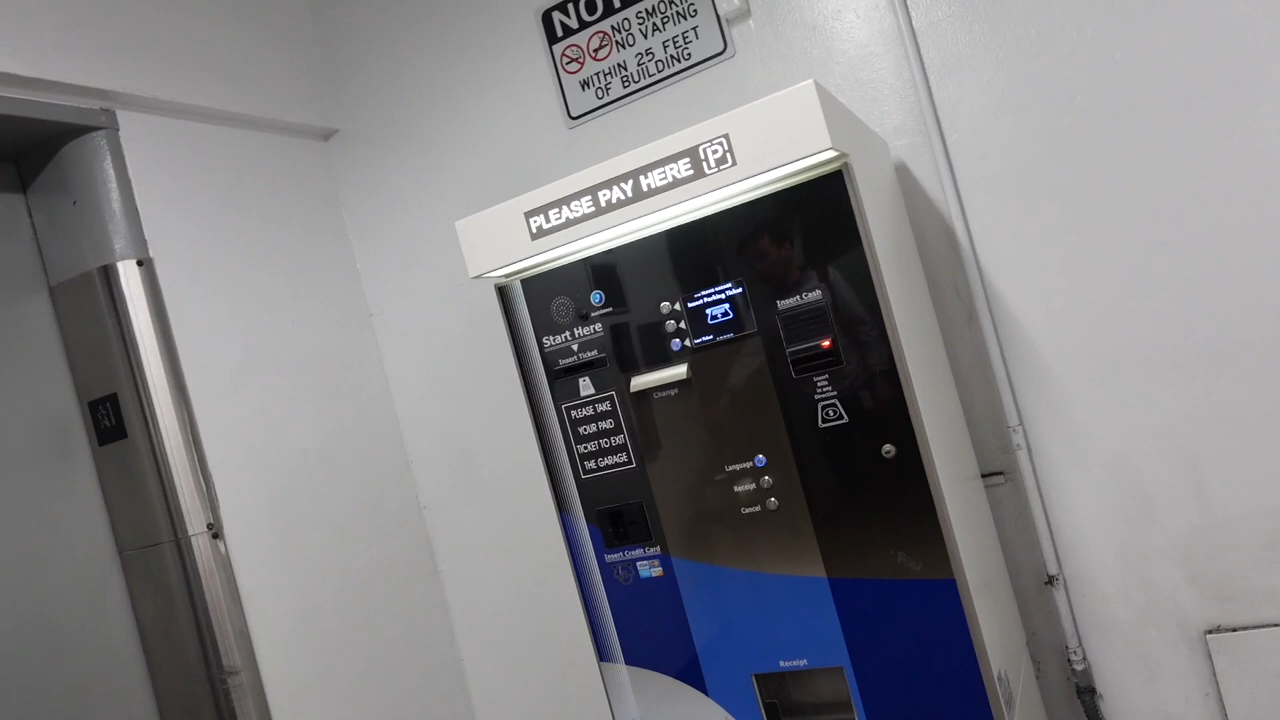 NO SMOKING
NO VAPING
WITHIN 25 FEET
OF BUILDING
PLEASE PAY HERE P
Assistance
Start Here
Insert Ticket
Insert Parking Ticket
Insert Cash
Change
Insert
Bills
in any
Direction
PLEASE TAKE
YOUR PAID
TICKET TO EXIT
THE GARAGE
Language
Receipt
Cancel
Insert Credit Card
VISA
Receipt